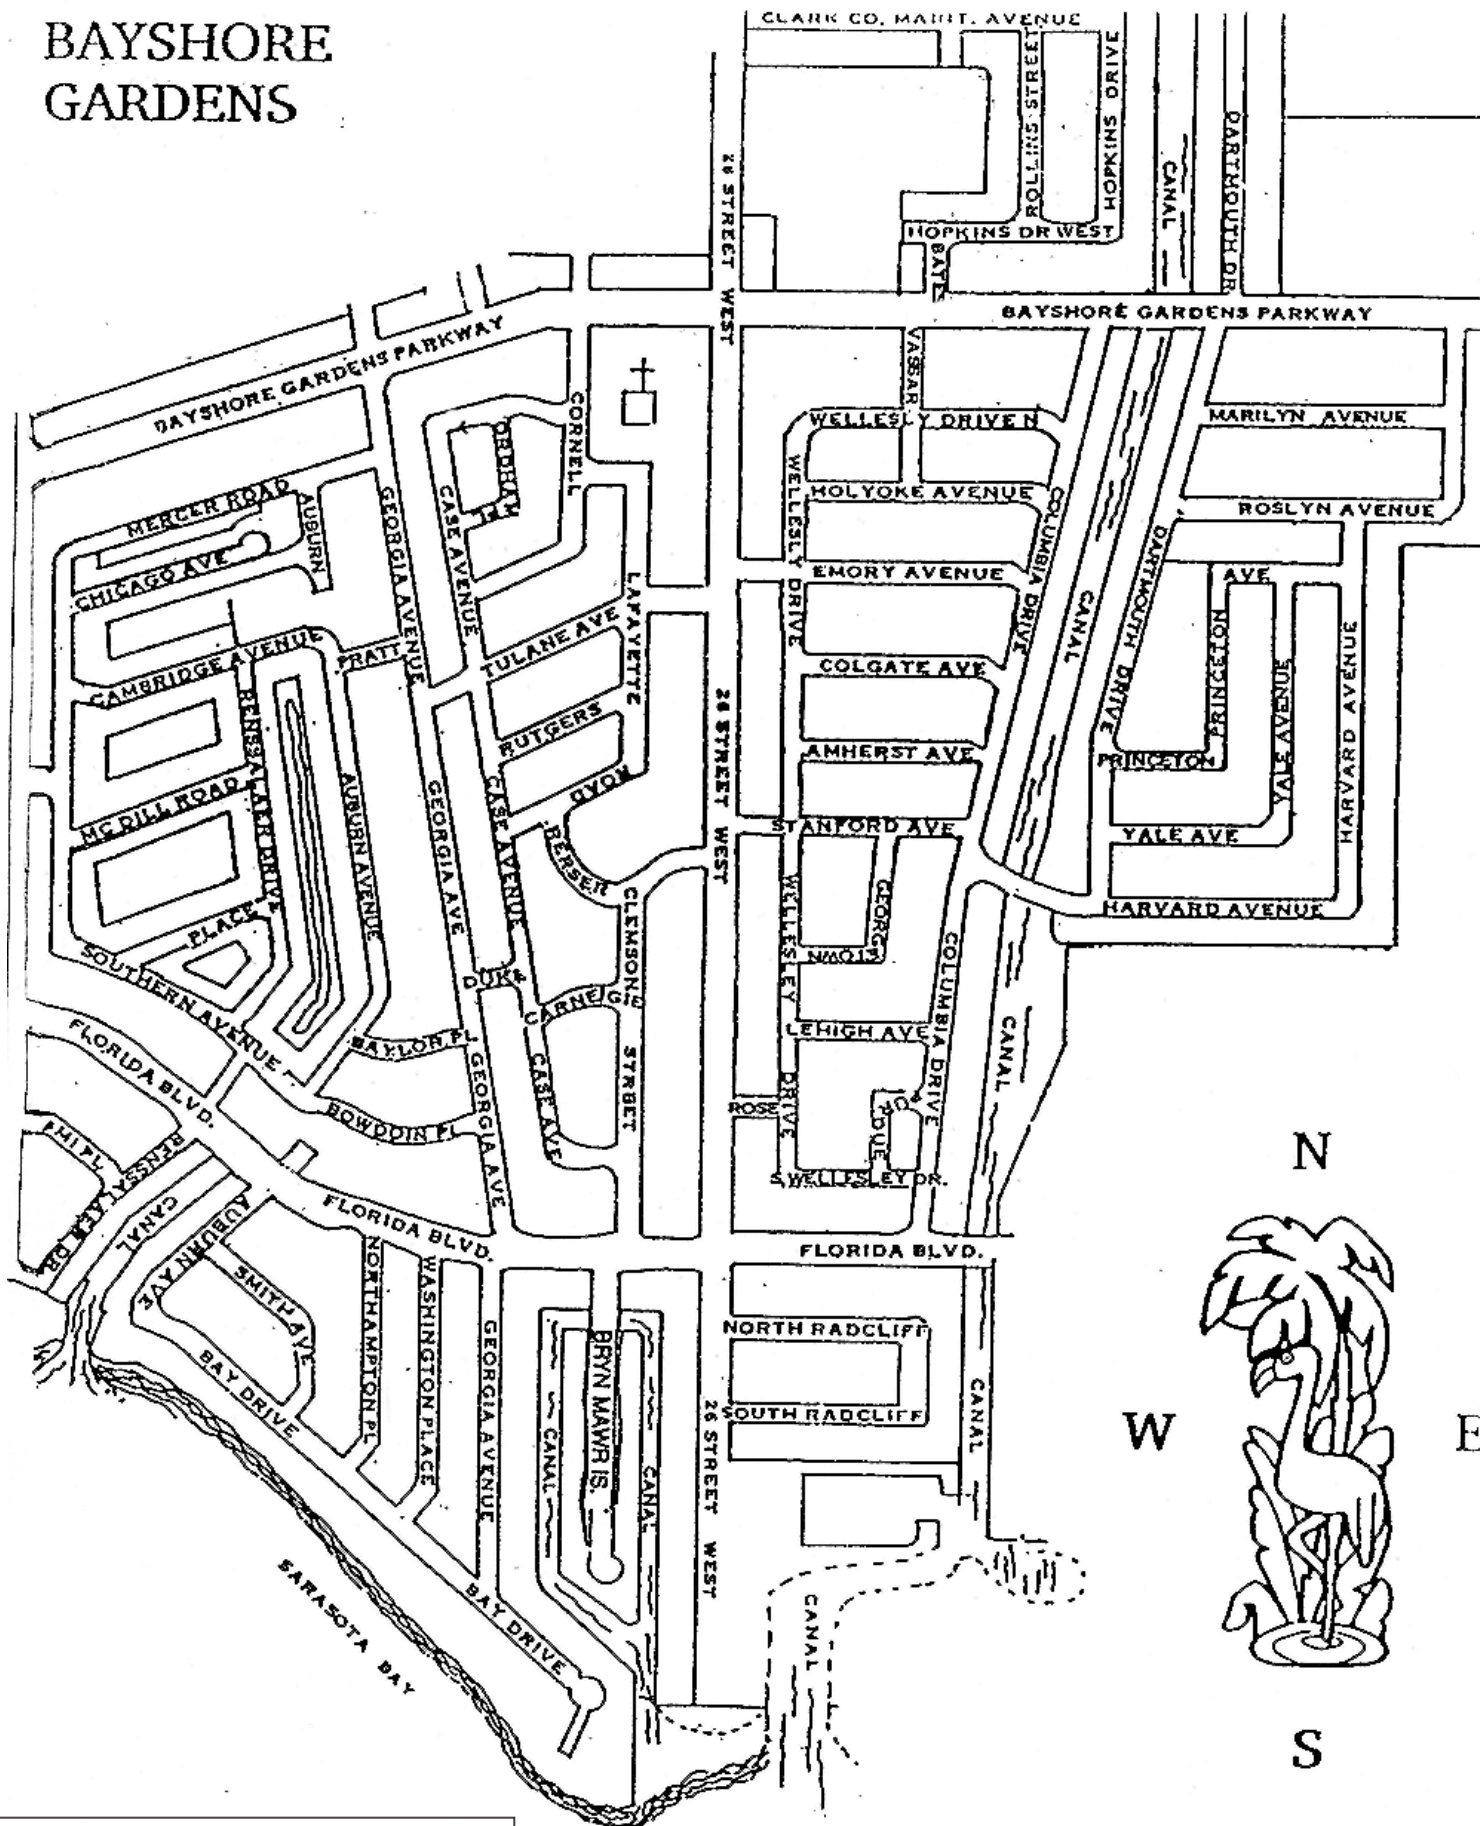 BAYSHORE
GARDENS
CLARK CO. MAINT. AVENUE
ROLLINS STREET
HOPKINS DRIVE
HOPKINS DR WEST
CANAL
DARTMOUTH DR
26 STREET WEST
BAYSHORE GARDENS PARKWAY
BAYSHORE GARDENS PARKWAY
VASSAR
CORNELL
MARILYN AVENUE
WELLESLY DRIVE N
HOLYOKE AVENUE
ROSLYN AVENUE
MERCER ROAD
AUBURN
GEORGIA AVENUE
CASE AVENUE
CHICAGO AVE
WELLESLY DRIVE
EMORY AVENUE
COLUMBIA DRIVE
CANAL
DARTMOUTH DRIVE
AVE
PRINCETON
PRINCETON
YALE AVENUE
HARVARD AVENUE
LAFAYETTE
TULANE AVE
CAMBRIDGE AVENUE
PRATT
COLGATE AVE
RENSSALAER DRIVE
RUTGERS
ROAD
26 STREET WEST
AMHERST AVE
MC DILL ROAD
AUBURN AVENUE
GEORGIA AVE
CASE AVENUE
STANFORD AVE
YALE AVE
HARVARD AVENUE
CLEMSON
STREET
WELLESLEY
DRIVE
GEORG
COLUMBIA DRIVE
PLACE
SOUTHERN AVENUE
DUKE
CARNEIGIE
LEHIGH AVE
CANAL
BAYLOR PL
GEORGIA AVE
CASE AVE
FLORIDA BLVD.
BOWDOIN PL
ROSE
S. WELLESLEY DR.
RENSSALAER DR
CANAL
AUBURN AVE
FLORIDA BLVD.
FLORIDA BLVD.
SMITH AVE
NORTHAMPTON PL
WASHINGTON PLACE
GEORGIA AVENUE
BRYN MAWR IS.
CANAL
CANAL
NORTH RADCLIFF
SOUTH RADCLIFF
CANAL
26 STREET WEST
BAY DRIVE
BAY DRIVE
SARASOTA BAY
CANAL
N
W
E
S